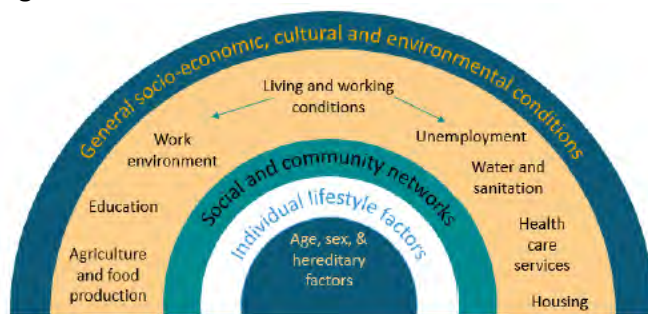 General socio-economic, cultural and environmental conditions
Living and working
conditions
Work
environment
Unemployment
Water and
sanitation
Education
Health
care
services
Agriculture
and food
production
Housing
Social and community networks
Individual lifestyle factors
Age, sex, &
hereditary
factors